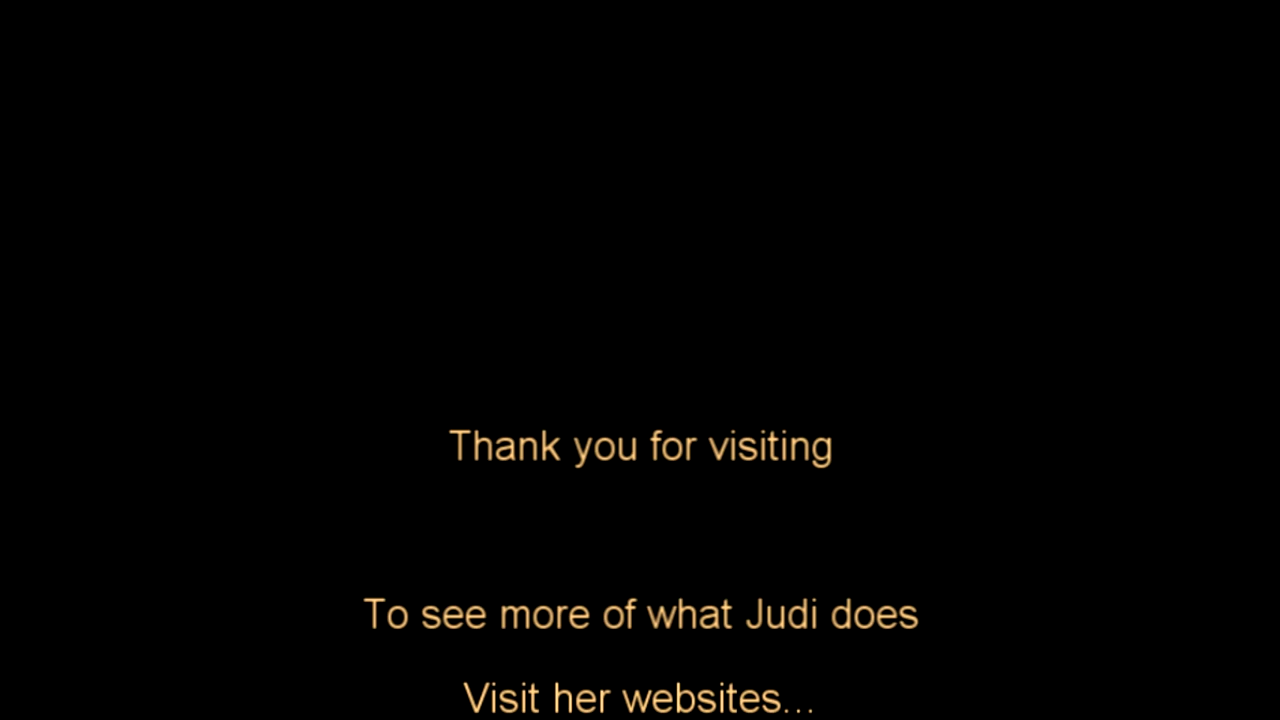 Thank you for visiting
To see more of what Judi does
Visit her websites...